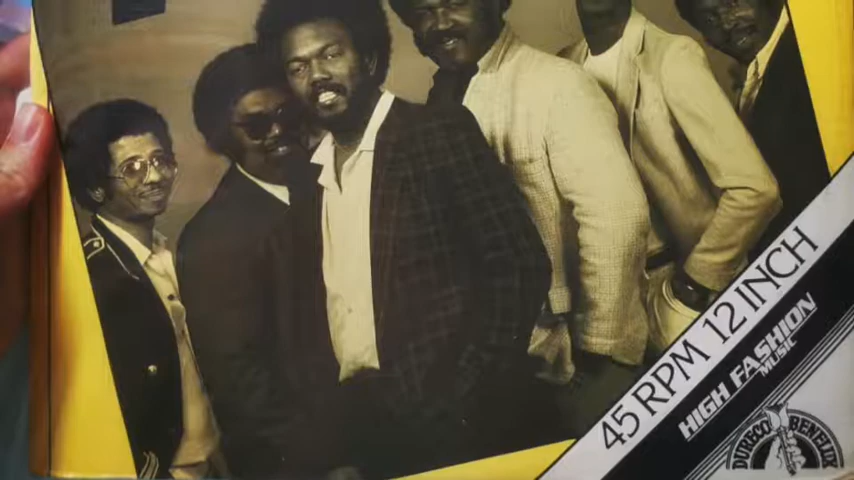 45 RPM 12 INCH
HIGH FASHION
MUSIC
DURECO BENELUX